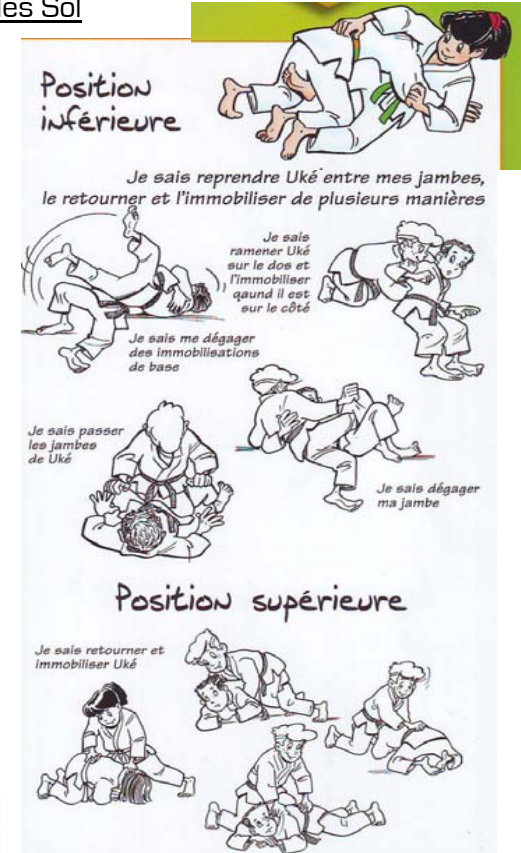 des Sol
Position
inférieure
Je sais reprendre Uké entre mes jambes,
le retourner et l'immobiliser de plusieurs manières
Je sais
ramener Uké
sur le dos et
l'immobiliser
qaund il est
sur le côté
Je sais me dégager
des immobilisations
de base
Je sais passer
les jambes
de Uké
Je sais dégager
ma jambe
Position supérieure
Je sais retourner et
immobiliser Uké